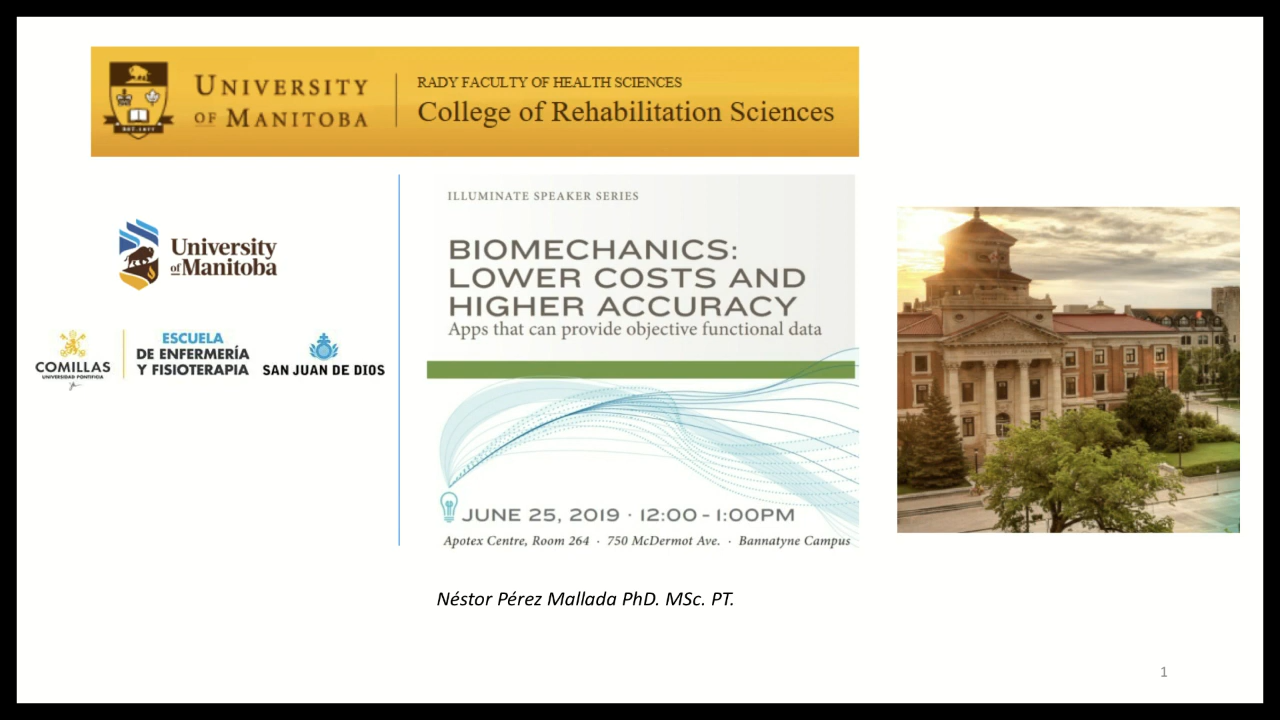 UNIVERSITY
OF MANITOBA
RADY FACULTY OF HEALTH SCIENCES
College of Rehabilitation Sciences
University
of Manitoba
COMILLAS
UNIVERSIDAD PONTIFICIA
ESCUELA
DE ENFERMERÍA
Y FISIOTERAPIA
SAN JUAN DE DIOS
ILLUMINATE SPEAKER SERIES
BIOMECHANICS:
LOWER COSTS AND
HIGHER ACCURACY
Apps that can provide objective functional data
JUNE 25, 2019 · 12:00 - 1:00PM
Apotex Centre, Room 264 · 750 McDermot Ave. · Bannatyne Campus
Néstor Pérez Mallada PhD. MSc. PT.
1